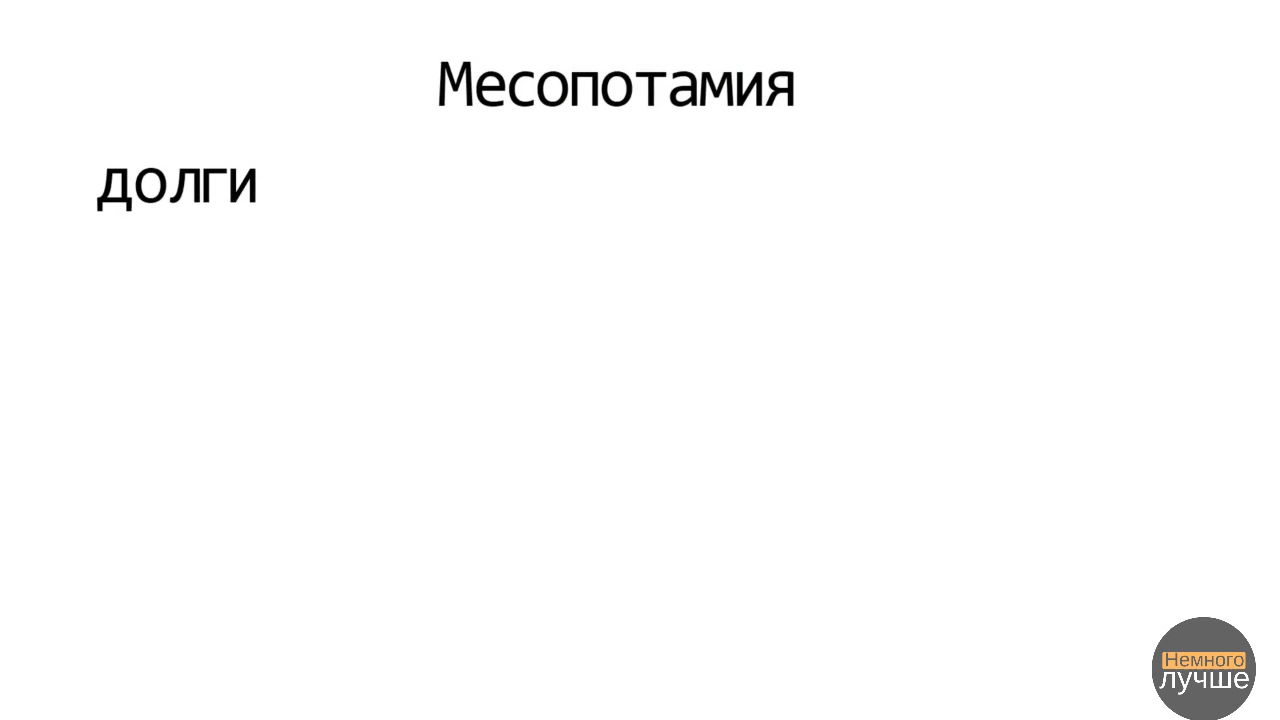 Месопотамия
долги
Немного
лучше